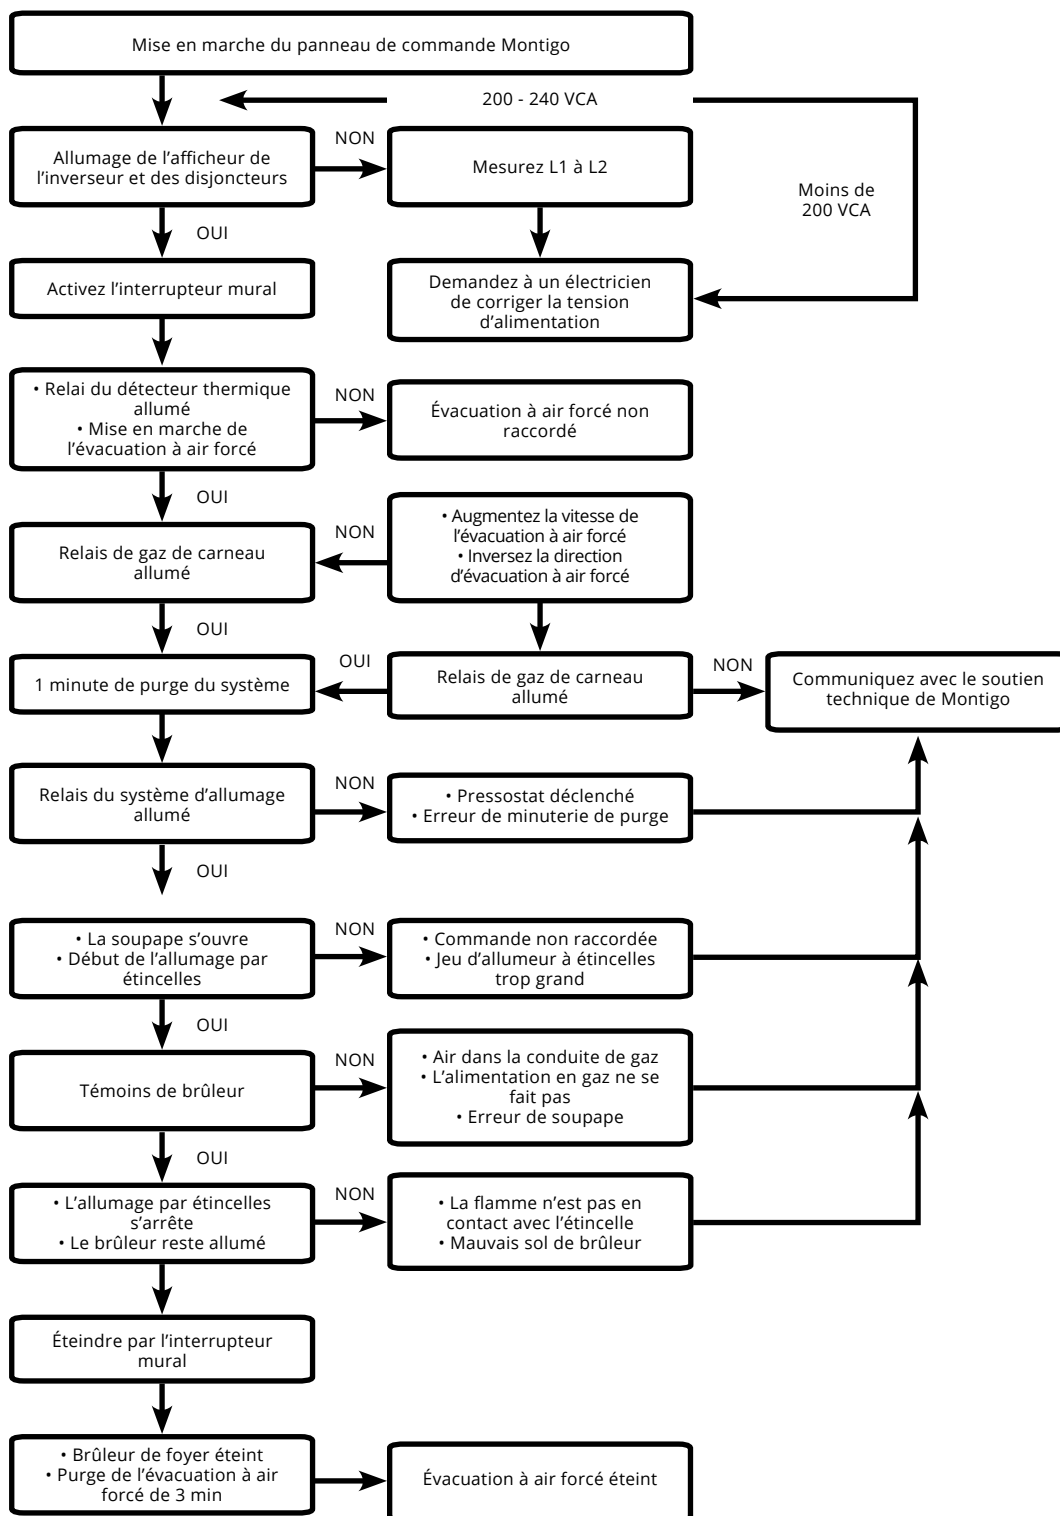 Mise en marche du panneau de commande Montigo
200 - 240 VCA
Allumage de l’afficheur de
l’inverseur et des disjoncteurs
NON
Mesurez L1 à L2
Moins de
200 VCA
OUI
Activez l’interrupteur mural
Demandez à un électricien
de corriger la tension
d’alimentation
• Relai du détecteur thermique
allumé
• Mise en marche de
l’évacuation à air forcé
NON
Évacuation à air forcé non
raccordé
OUI
Relais de gaz de carneau
allumé
NON
• Augmentez la vitesse de
l’évacuation à air forcé
• Inversez la direction
d’évacuation à air forcé
OUI
1 minute de purge du système
OUI
Relais de gaz de carneau
allumé
NON
Communiquez avec le soutien
technique de Montigo
Relais du système d’allumage
allumé
NON
• Pressostat déclenché
• Erreur de minuterie de purge
OUI
• La soupape s’ouvre
• Début de l’allumage par
étincelles
NON
• Commande non raccordée
• Jeu d’allumeur à étincelles
trop grand
OUI
Témoins de brûleur
NON
• Air dans la conduite de gaz
• L’alimentation en gaz ne se
fait pas
• Erreur de soupape
OUI
• L’allumage par étincelles
s’arrête
• Le brûleur reste allumé
NON
• La flamme n’est pas en
contact avec l’étincelle
• Mauvais sol de brûleur
Éteindre par l’interrupteur
mural
• Brûleur de foyer éteint
• Purge de l’évacuation à air
forcé de 3 min
Évacuation à air forcé éteint